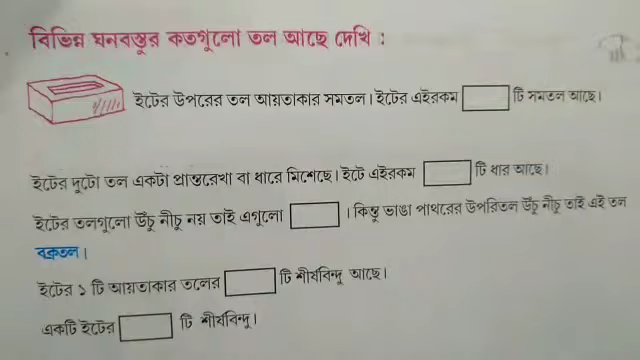 বিভিন্ন ঘনবস্তুর কতগুলো তল আছে দেখি :
ইটের উপরের তল আয়তাকার সমতল। ইটের এইরকম টি সমতল আছে।
ইটের দুটো তল একটা প্রান্তরেখা বা ধারে মিশেছে। ইটে এইরকম টি ধার আছে।
ইটের তলগুলো উঁচু নীচু নয় তাই এগুলো । কিন্তু ভাঙা পাথরের উপরিতল উঁচু নীচু তাই এই তল
বক্রতল।
ইটের ১ টি আয়তাকার তলের টি শীর্ষবিন্দু আছে।
একটি ইটের টি শীর্ষবিন্দু।